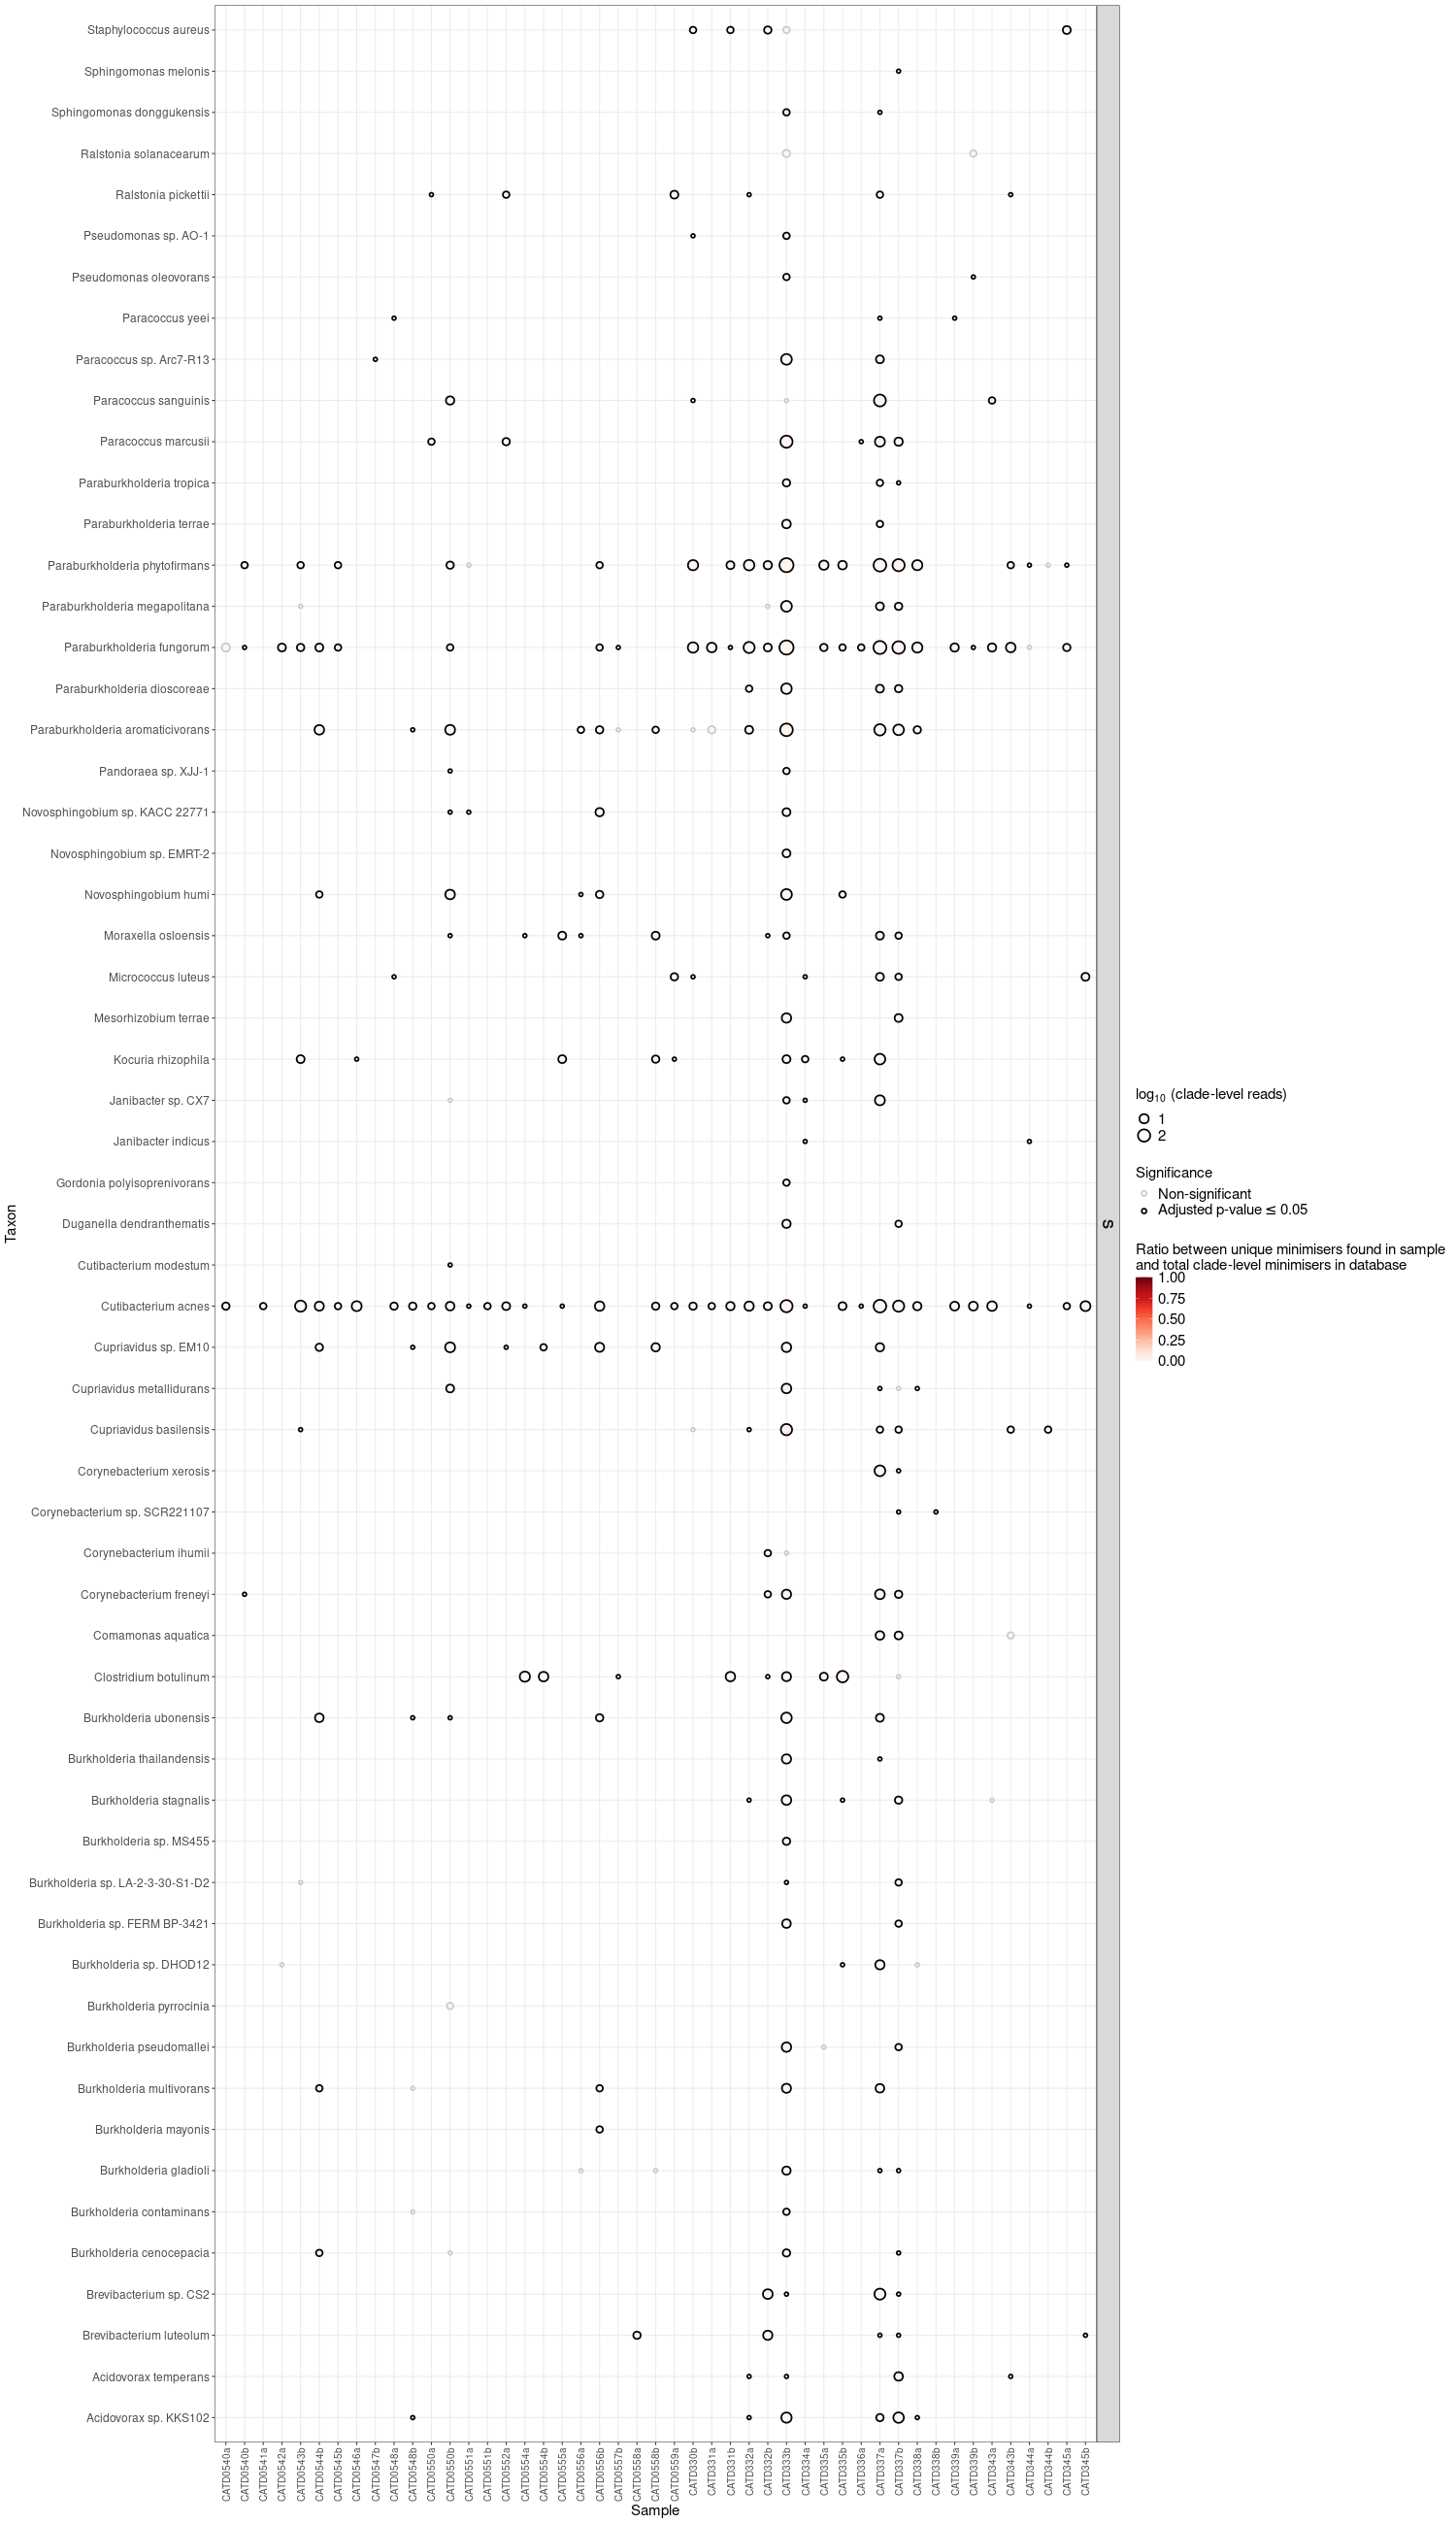 Staphylococcus aureus
Sphingomonas melonis
Sphingomonas donggukensis
Ralstonia solanacearum
Ralstonia pickettii
Pseudomonas sp. AO-1
Pseudomonas oleovorans
Paracoccus yeei
Paracoccus sp. Arc7-R13
Paracoccus sanguinis
Paracoccus marcusii
Paraburkholderia tropica
Paraburkholderia terrae
Paraburkholderia phytofirmans
Paraburkholderia megapolitana
Paraburkholderia fungorum
Paraburkholderia dioscoreae
Paraburkholderia aromaticivorans
Pandoraea sp. XJJ-1
Novosphingobium sp. KACC 22771
Novosphingobium sp. EMRT-2
Novosphingobium humi
Moraxella osloensis
Micrococcus luteus
Mesorhizobium terrae
Kocuria rhizophila
Janibacter sp. CX7
Janibacter indicus
Gordonia polyisoprenivorans
Duganella dendranthematis
Cutibacterium modestum
Cutibacterium acnes
Cupriavidus sp. EM10
Cupriavidus metallidurans
Cupriavidus basilensis
Corynebacterium xerosis
Corynebacterium sp. SCR221107
Corynebacterium ihumii
Corynebacterium freneyi
Comamonas aquatica
Clostridium botulinum
Burkholderia ubonensis
Burkholderia thailandensis
Burkholderia stagnalis
Burkholderia sp. MS455
Burkholderia sp. LA-2-3-30-S1-D2
Burkholderia sp. FERM BP-3421
Burkholderia sp. DHOD12
Burkholderia pyrrocinia
Burkholderia pseudomallei
Burkholderia multivorans
Burkholderia mayonis
Burkholderia gladioli
Burkholderia contaminans
Burkholderia cenocepacia
Brevibacterium sp. CS2
Brevibacterium luteolum
Acidovorax temperans
Acidovorax sp. KKS102
Taxon
CATD0540a
CATD0540b
CATD0541a
CATD0542a
CATD0543b
CATD0544b
CATD0545b
CATD0546a
CATD0547b
CATD0548a
CATD0548b
CATD0550a
CATD0550b
CATD0551a
CATD0551b
CATD0552a
CATD0554a
CATD0554b
CATD0555a
CATD0556a
CATD0556b
CATD0557b
CATD0558a
CATD0558b
CATD0559a
CATD330b
CATD331a
CATD331b
CATD332a
CATD332b
CATD333b
CATD334a
CATD335a
CATD335b
CATD336a
CATD337a
CATD337b
CATD338a
CATD338b
CATD339a
CATD339b
CATD343a
CATD343b
CATD344a
CATD344b
CATD345a
CATD345b
Sample
S
log10 (clade-level reads)
1
2
Significance
Non-significant
Adjusted p-value ≤ 0.05
Ratio between unique minimisers found in sample
and total clade-level minimisers in database
1.00
0.75
0.50
0.25
0.00